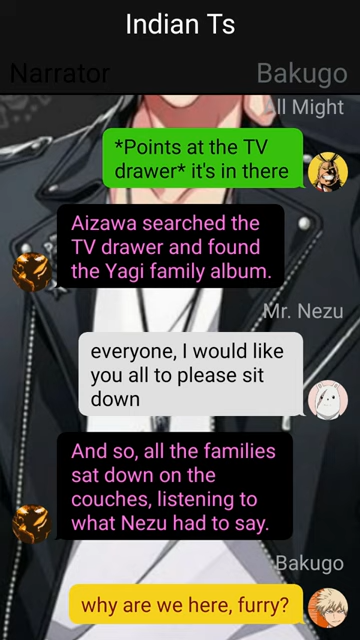 Indian Ts
Narrator
Bakugo
All Might
*Points at the TV
drawer* it's in there
Aizawa searched the
TV drawer and found
the Yagi family album.
Mr. Nezu
everyone, I would like
you all to please sit
down
And so, all the families
sat down on the
couches, listening to
what Nezu had to say.
Bakugo
why are we here, furry?